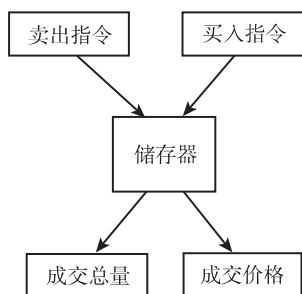 卖出指令
买入指令
储存器
成交总量
成交价格